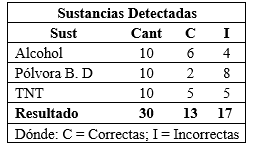 Sustancias Detectadas
Sust Cant C I
Alcohol 10 6 4
Pólvora B. D 10 2 8
TNT 10 5 5
Resultado 30 13 17
Dónde: C = Correctas; I = Incorrectas